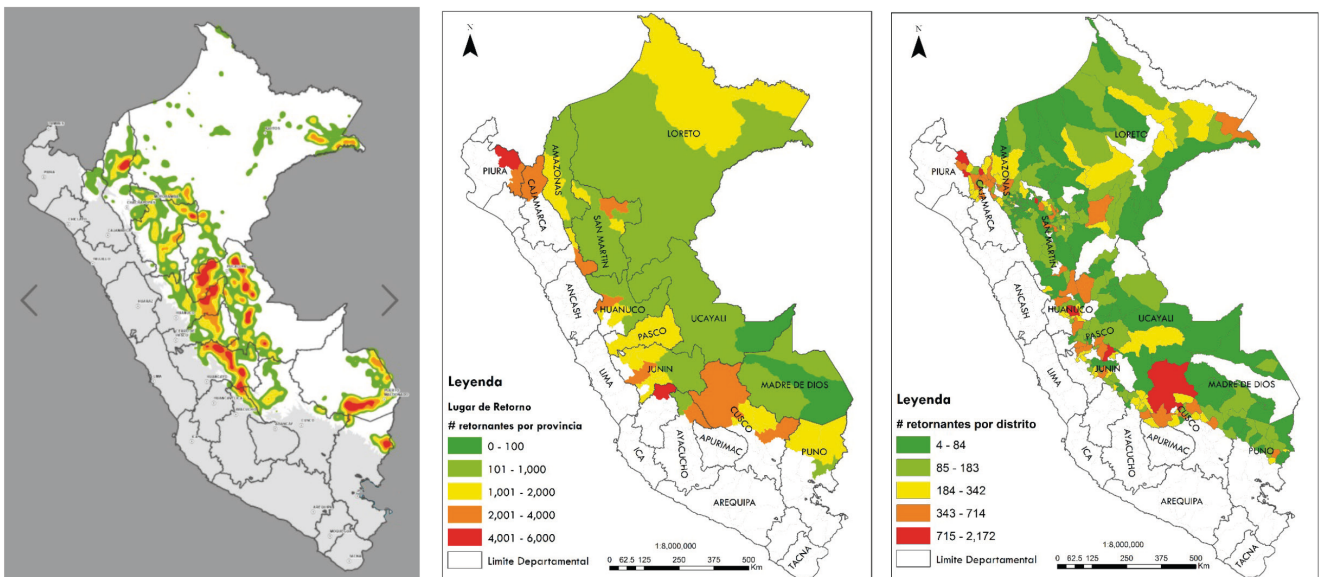 N
LORETO
PIURA
AMAZONAS
CAJAMARCA
SAN MARTIN
ANCASH
HUANUCO
UCAYALI
PASCO
LIMA
JUNIN
MADRE DE DIOS
CUSCO
ICA
AYACUCHO
APURIMAC
PUNO
AREQUIPA
TACNA
Leyenda
Lugar de Retorno
# retornantes por provincia
0 - 100
101 - 1,000
1,001 - 2,000
2,001 - 4,000
4,001 - 6,000
Limite Departamental
1:8,000,000
0 62.5 125 250 375 500
Km
N
LORETO
PIURA
AMAZONAS
CAJAMARCA
SAN MARTIN
ANCASH
HUANUCO
UCAYALI
PASCO
LIMA
JUNIN
MADRE DE DIOS
CUSCO
ICA
AYACUCHO
APURIMAC
PUNO
AREQUIPA
TACNA
Leyenda
# retornantes por distrito
4 - 84
85 - 183
184 - 342
343 - 714
715 - 2,172
Limite Departamental
1:8,000,000
0 62.5 125 250 375 500
Km